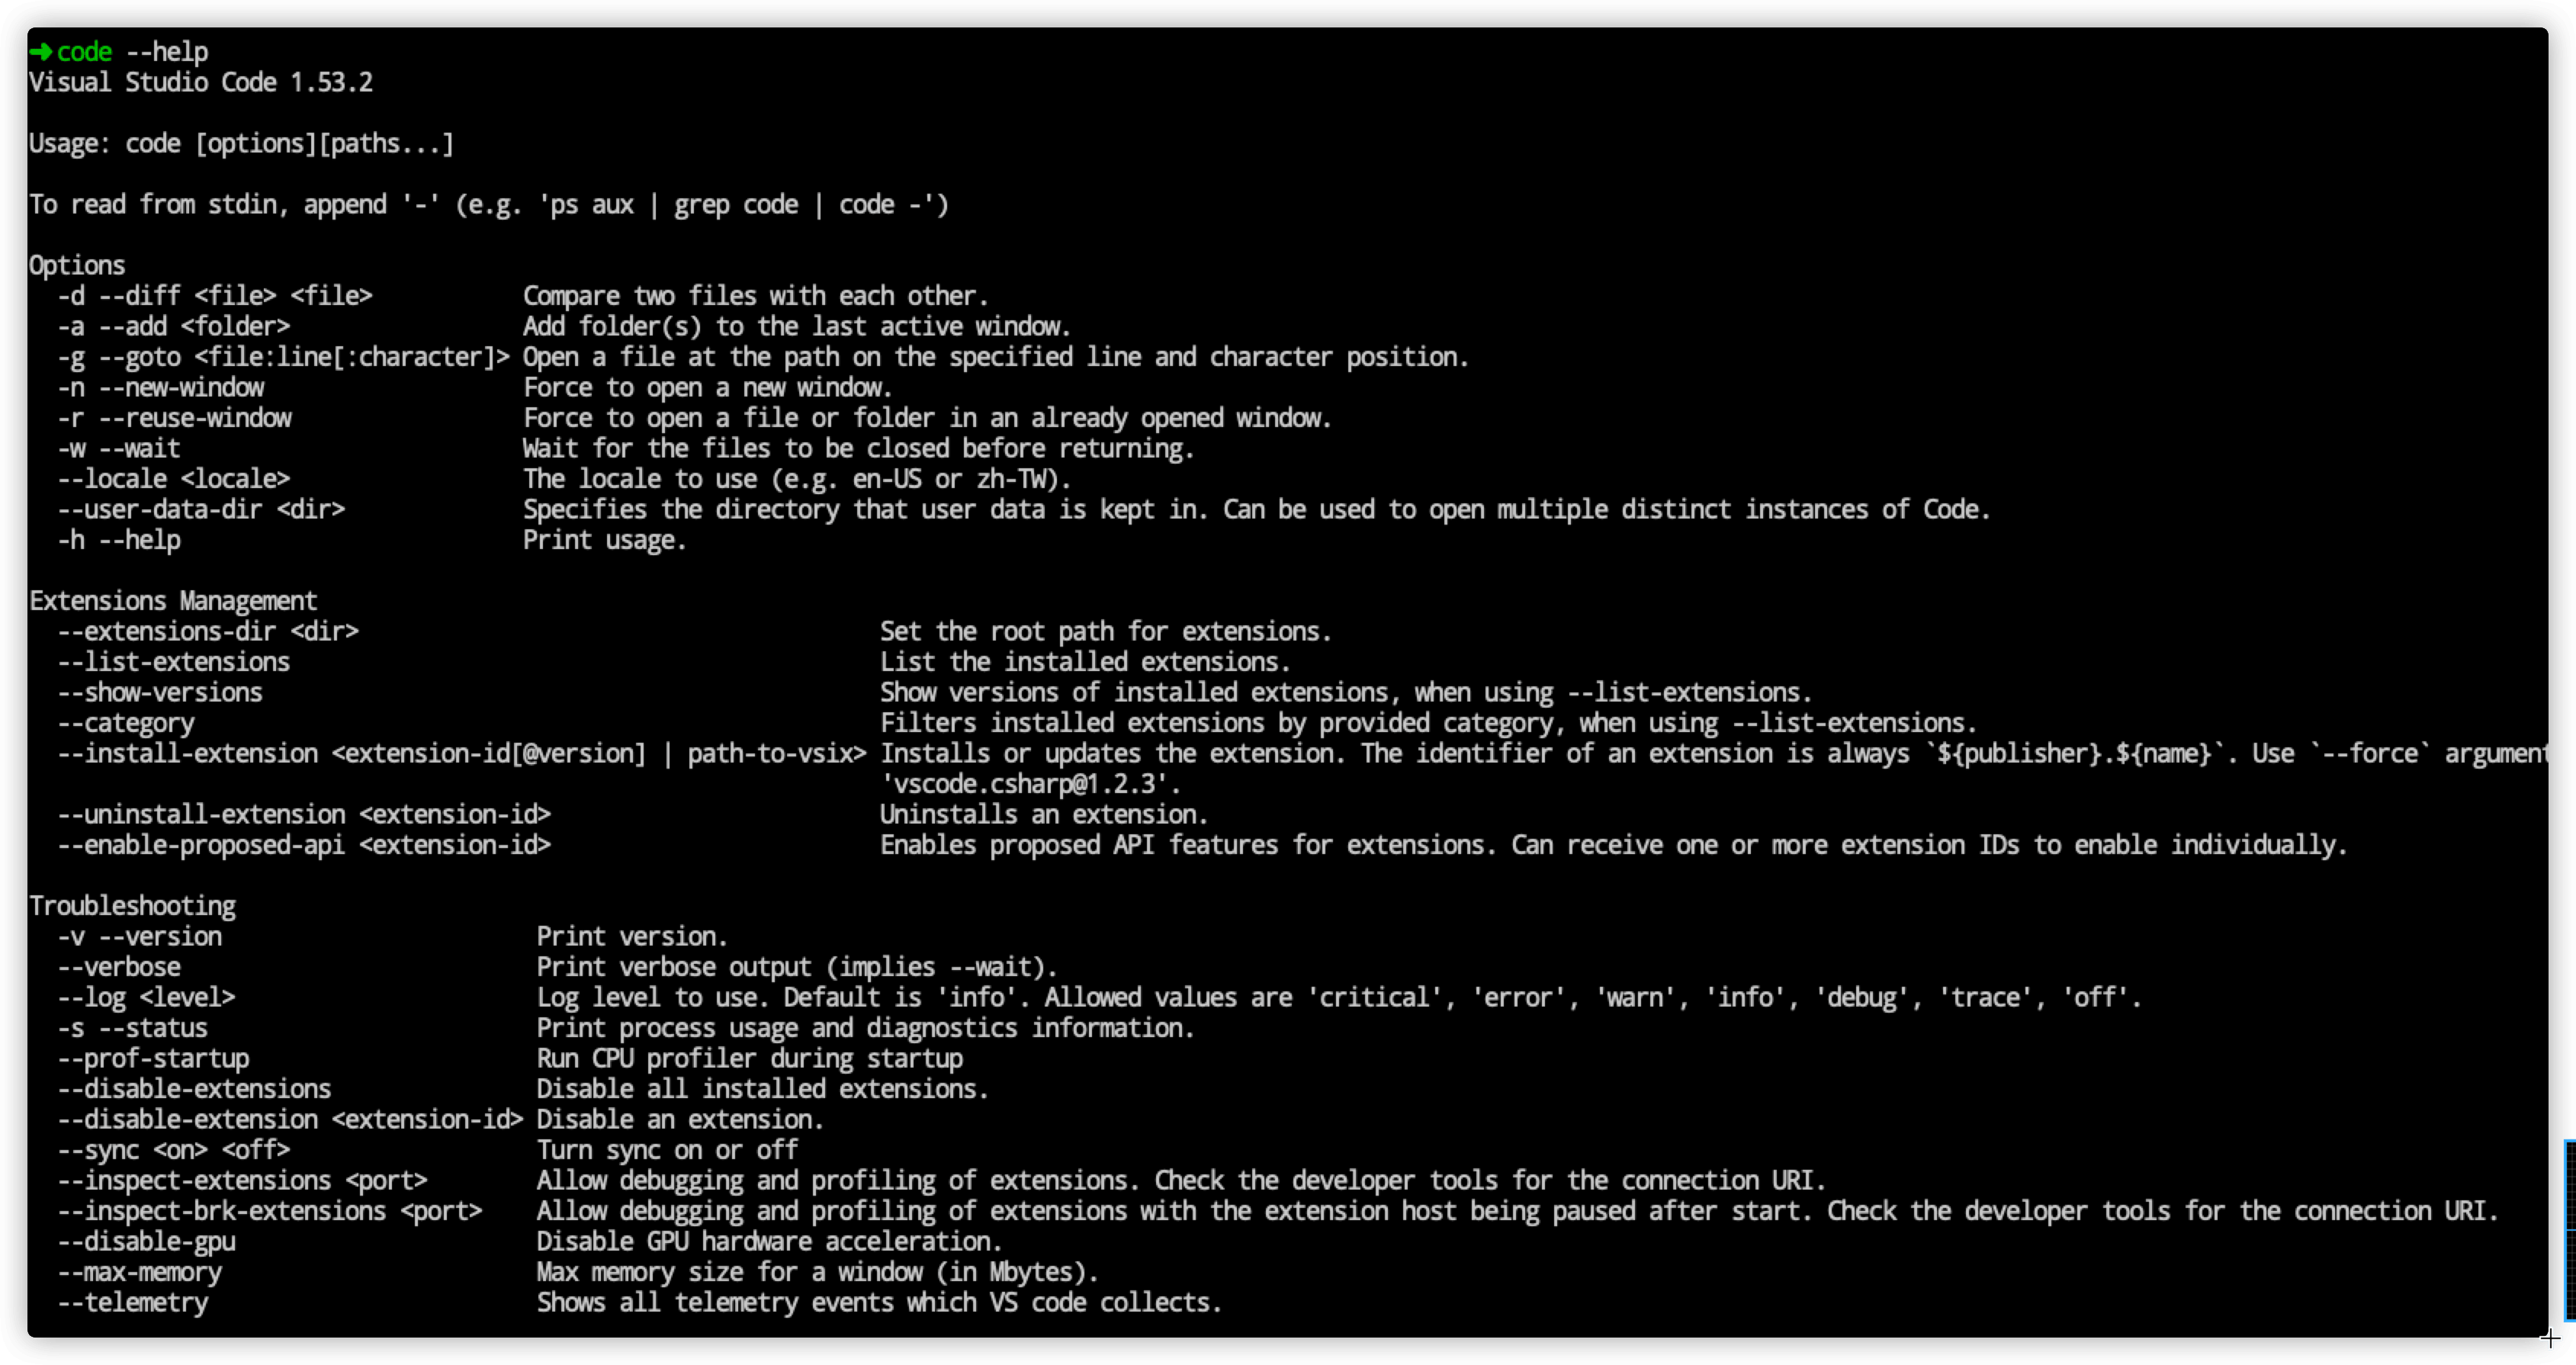 ➜ code --help
Visual Studio Code 1.53.2

Usage: code [options][paths...]

To read from stdin, append '-' (e.g. 'ps aux | grep code | code -')

Options
  -d --diff <file> <file>           Compare two files with each other.
  -a --add <folder>                 Add folder(s) to the last active window.
  -g --goto <file:line[:character]> Open a file at the path on the specified line and character position.
  -n --new-window                   Force to open a new window.
  -r --reuse-window                 Force to open a file or folder in an already opened window.
  -w --wait                         Wait for the files to be closed before returning.
  --locale <locale>                 The locale to use (e.g. en-US or zh-TW).
  --user-data-dir <dir>             Specifies the directory that user data is kept in. Can be used to open multiple distinct instances of Code.
  -h --help                         Print usage.

Extensions Management
  --extensions-dir <dir>                                      Set the root path for extensions.
  --list-extensions                                           List the installed extensions.
  --show-versions                                             Show versions of installed extensions, when using --list-extensions.
  --category                                                  Filters installed extensions by provided category, when using --list-extensions.
  --install-extension <extension-id[@version] | path-to-vsix> Installs or updates the extension. The identifier of an extension is always `${publisher}.${name}`. Use `--force` argument
                                                              'vscode.csharp@1.2.3'.
  --uninstall-extension <extension-id>                        Uninstalls an extension.
  --enable-proposed-api <extension-id>                        Enables proposed API features for extensions. Can receive one or more extension IDs to enable individually.

Troubleshooting
  -v --version                       Print version.
  --verbose                          Print verbose output (implies --wait).
  --log <level>                      Log level to use. Default is 'info'. Allowed values are 'critical', 'error', 'warn', 'info', 'debug', 'trace', 'off'.
  -s --status                        Print process usage and diagnostics information.
  --prof-startup                     Run CPU profiler during startup
  --disable-extensions               Disable all installed extensions.
  --disable-extension <extension-id> Disable an extension.
  --sync <on> <off>                  Turn sync on or off
  --inspect-extensions <port>        Allow debugging and profiling of extensions. Check the developer tools for the connection URI.
  --inspect-brk-extensions <port>    Allow debugging and profiling of extensions with the extension host being paused after start. Check the developer tools for the connection URI.
  --disable-gpu                      Disable GPU hardware acceleration.
  --max-memory                       Max memory size for a window (in Mbytes).
  --telemetry                        Shows all telemetry events which VS code collects.